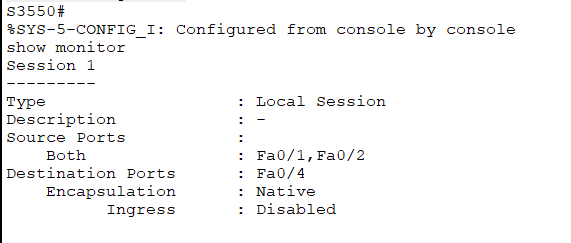 S3550#
%SYS-5-CONFIG_I: Configured from console by console
show monitor
Session 1
---------
Type                   : Local Session
Description            : -
Source Ports           :
    Both               : Fa0/1,Fa0/2
Destination Ports      : Fa0/4
    Encapsulation      : Native
          Ingress      : Disabled